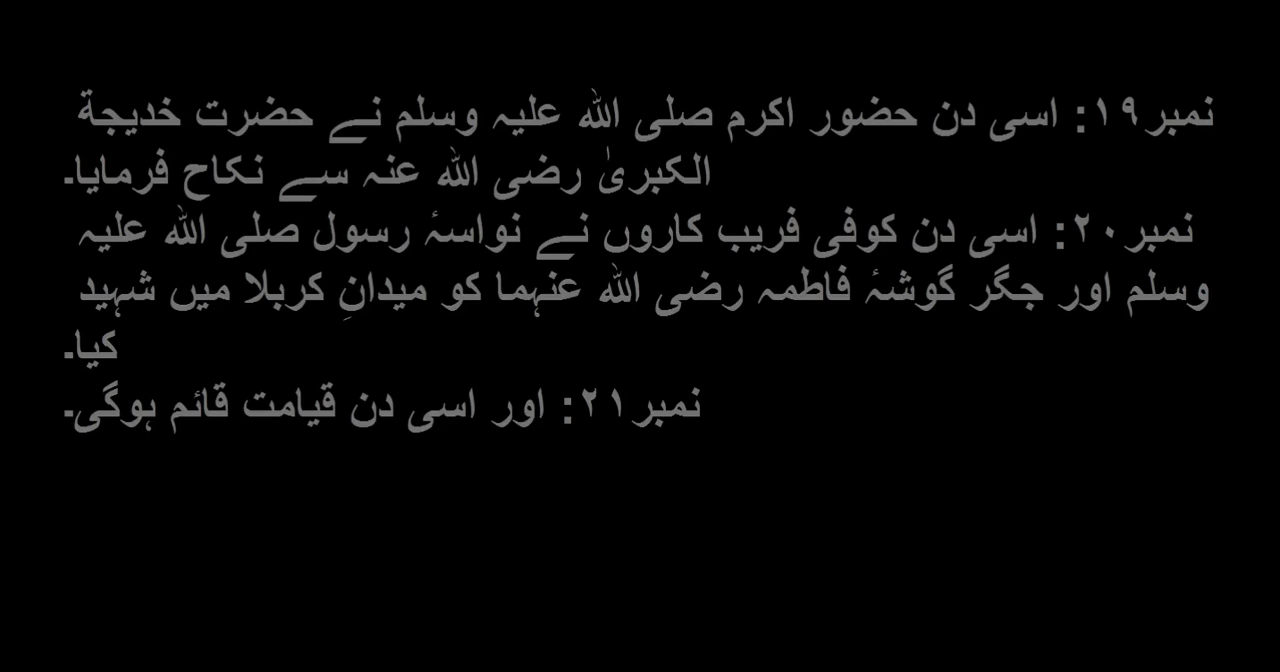 نمبر۱۹: اسی دن حضور اکرم صلی اللہ علیہ وسلم نے حضرت خدیجة
الکبریٰ رضی اللہ عنہ سے نکاح فرمایا۔
نمبر۲۰: اسی دن کوفی فریب کاروں نے نواسۂ رسول صلی اللہ علیہ
وسلم اور جگر گوشۂ فاطمہ رضی اللہ عنہما کو میدانِ کربلا میں شہید
کیا۔
نمبر۲۱: اور اسی دن قیامت قائم ہوگی۔